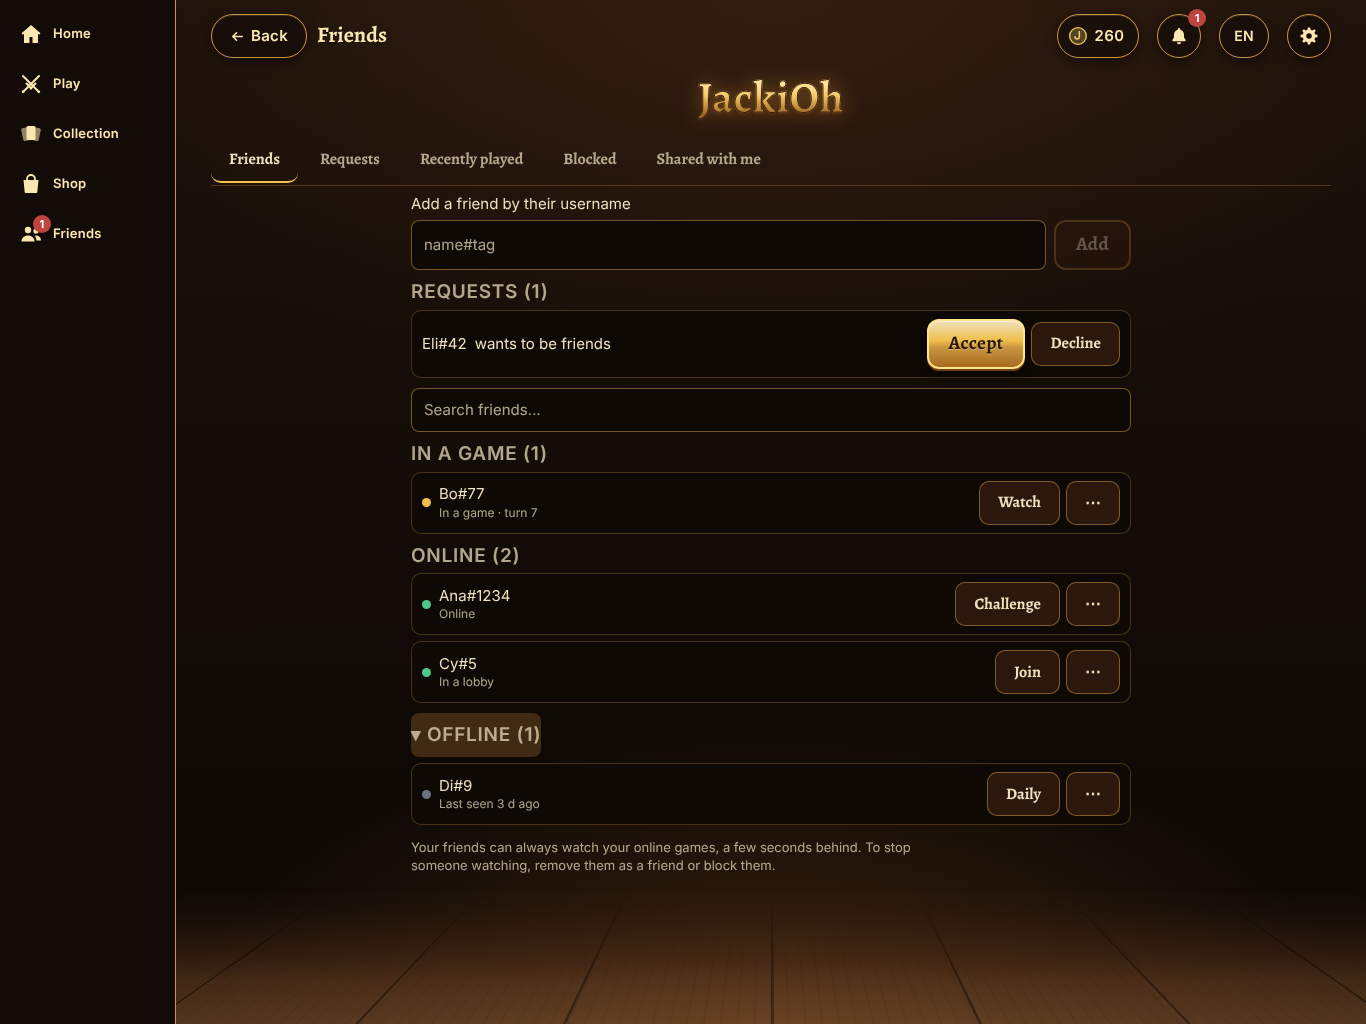 Home
Play
Collection
Shop
1
Friends
← Back
Friends
J 260
1
EN
JackiOh
Friends
Requests
Recently played
Blocked
Shared with me
Add a friend by their username
name#tag
Add
REQUESTS (1)
Eli#42 wants to be friends
Accept
Decline
Search friends...
IN A GAME (1)
Bo#77
In a game · turn 7
Watch
...
ONLINE (2)
Ana#1234
Online
Challenge
...
Cy#5
In a lobby
Join
...
▼ OFFLINE (1)
Di#9
Last seen 3 d ago
Daily
...
Your friends can always watch your online games, a few seconds behind. To stop
someone watching, remove them as a friend or block them.